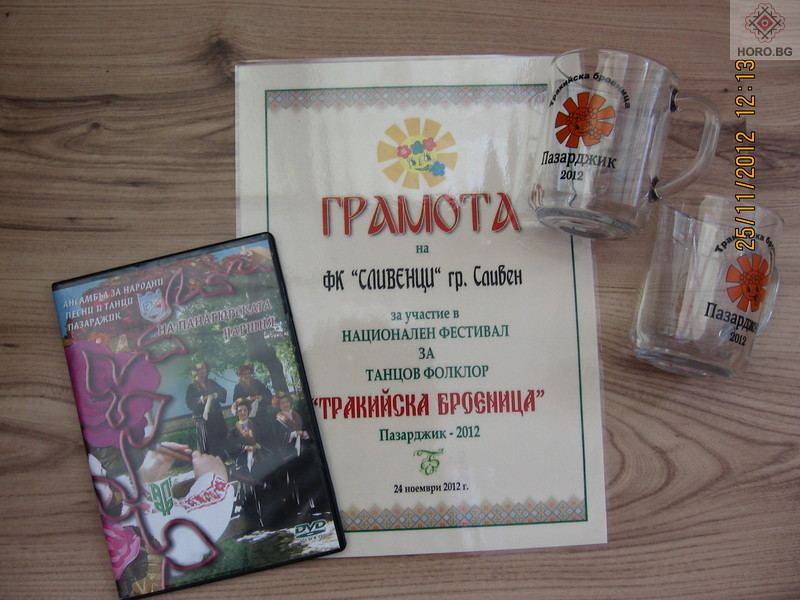 HORO.BG
25/11/2012 12:13
Тракийска броеница
Пазарджик
2012
Тракийска броеница
Пазарджик
2012
ГРАМОТА
на
ФК "СЛИВЕНЦИ" гр. Сливен
за участие в
НАЦИОНАЛЕН ФЕСТИВАЛ
ЗА
ТАНЦОВ ФОЛКЛОР
"ТРАКИЙСКА БРОЕНИЦА"
Пазарджик - 2012
24 ноември 2012 г.
АНСАМБЪЛ ЗА НАРОДНИ
ПЕСНИ И ТАНЦИ
ПАЗАРДЖИК
НА ПАНАГЮРСКАТА
DVD